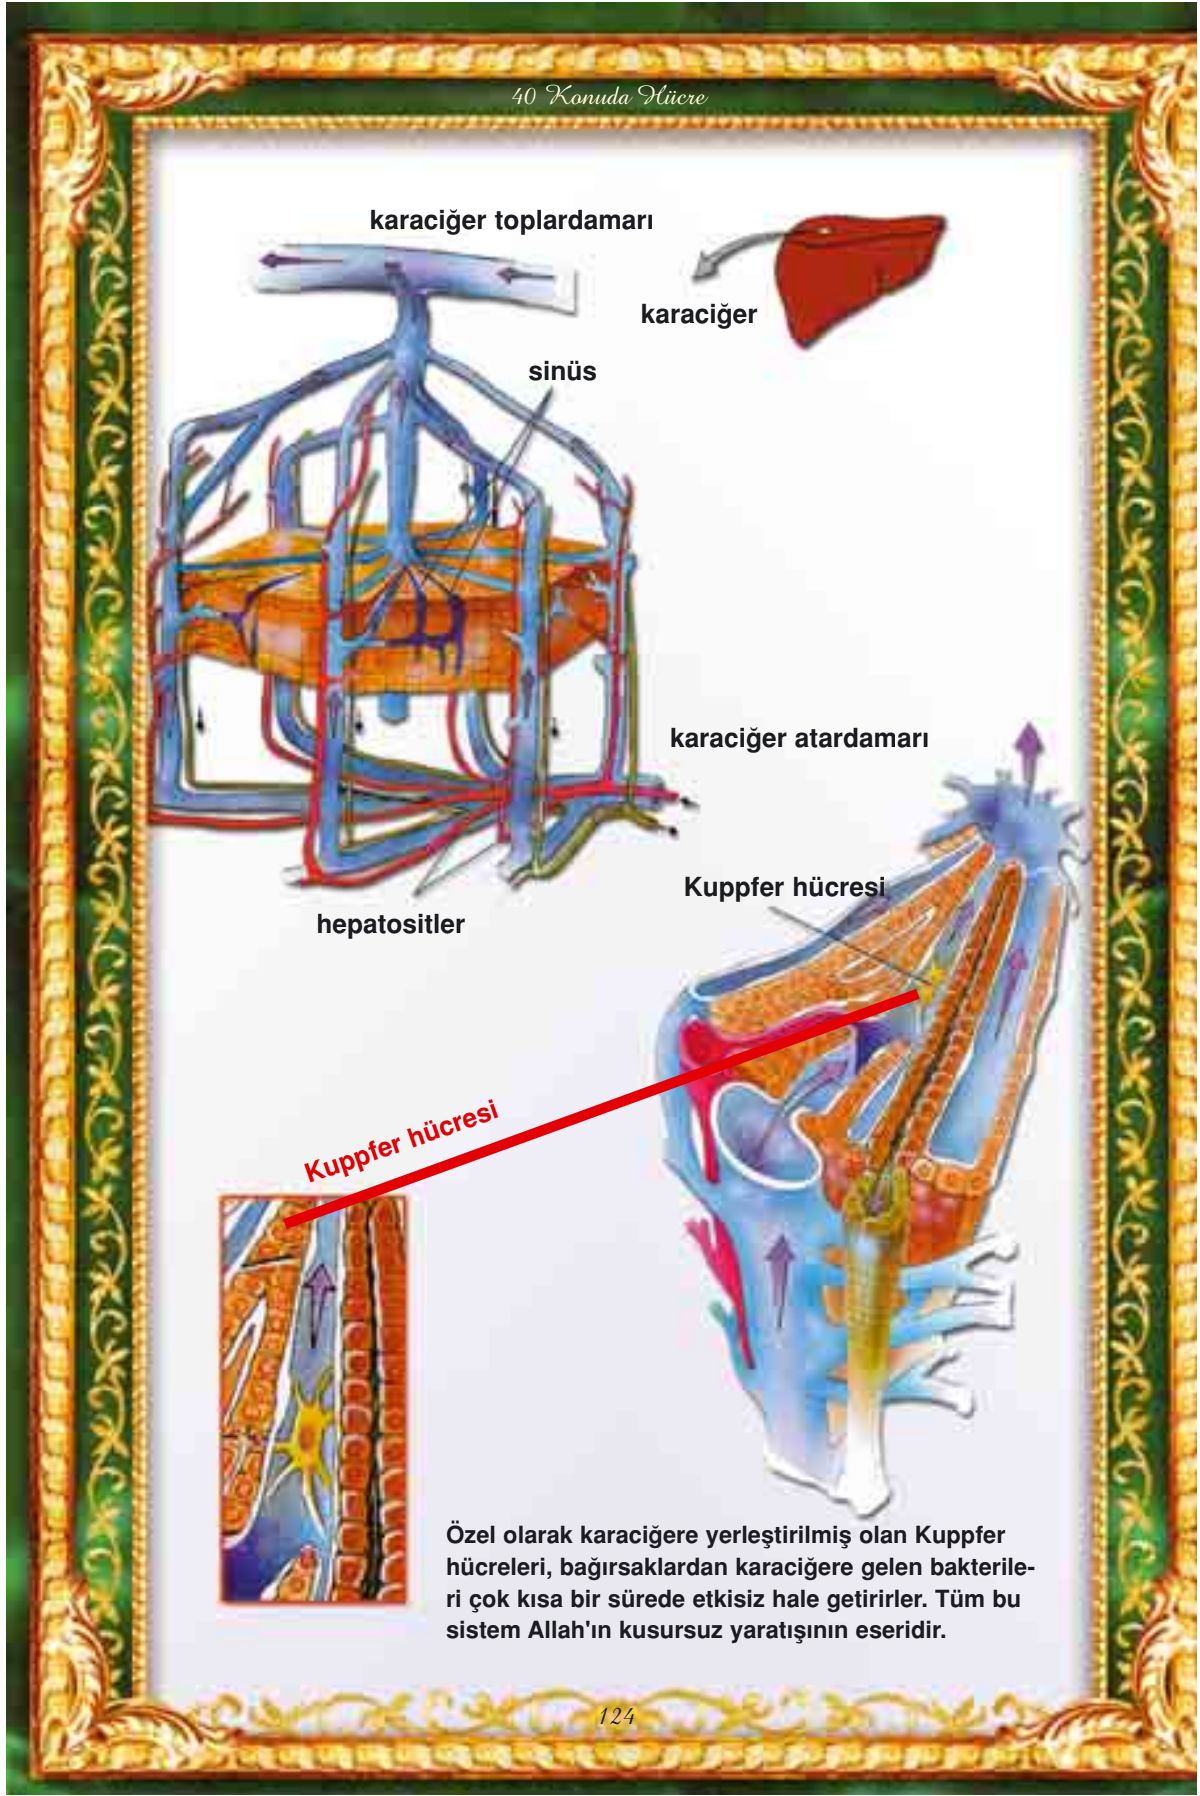 40 Konuda Hücre
karaciğer toplardamarı
karaciğer
sinüs
karaciğer atardamarı
Kuppfer hücresi
hepatositler
Kuppfer hücresi
Özel olarak karaciğere yerleştirilmiş olan Kuppfer
hücreleri, bağırsaklardan karaciğere gelen bakterile-
ri çok kısa bir sürede etkisiz hale getirirler. Tüm bu
sistem Allah'ın kusursuz yaratışının eseridir.
124